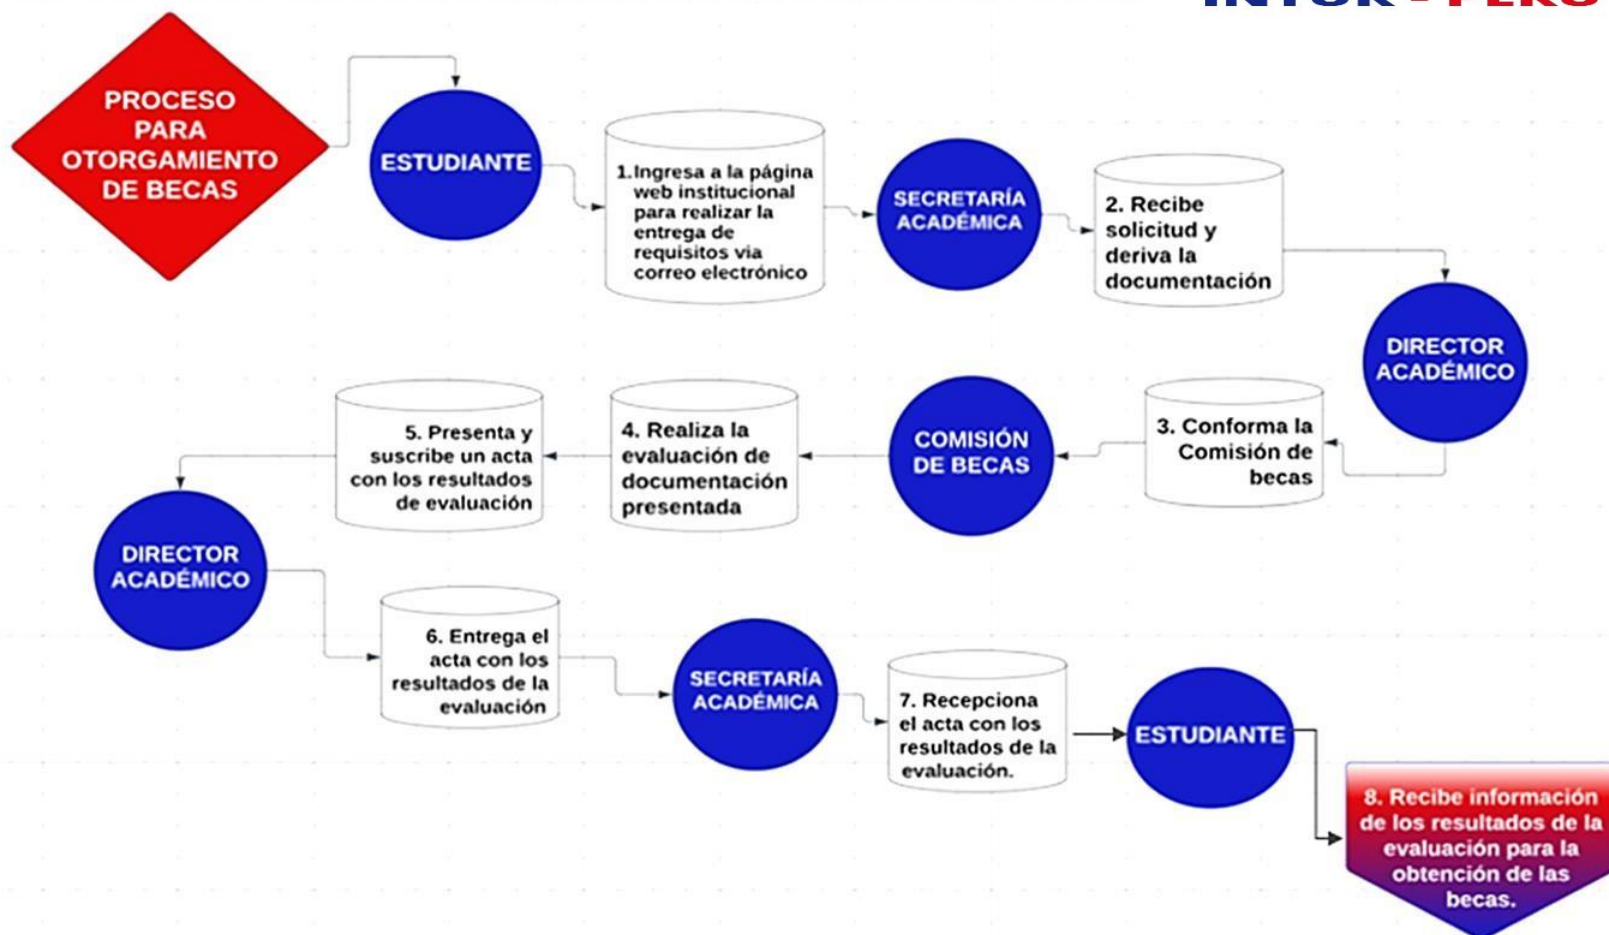 PROCESO
PARA
OTORGAMIENTO
DE BECAS
ESTUDIANTE
1.Ingresa a la página
web institucional
para realizar la
entrega de
requisitos via
correo electrónico
SECRETARÍA
ACADÉMICA
2. Recibe
solicitud y
deriva la
documentación
DIRECTOR
ACADÉMICO
3. Conforma la
Comisión de
becas
COMISIÓN
DE BECAS
4. Realiza la
evaluación de
documentación
presentada
5. Presenta y
suscribe un acta
con los resultados
de evaluación
DIRECTOR
ACADÉMICO
6. Entrega el
acta con los
resultados de la
evaluación
SECRETARÍA
ACADÉMICA
7. Recepciona
el acta con los
resultados de la
evaluación.
ESTUDIANTE
8. Recibe información
de los resultados de la
evaluación para la
obtención de las
becas.